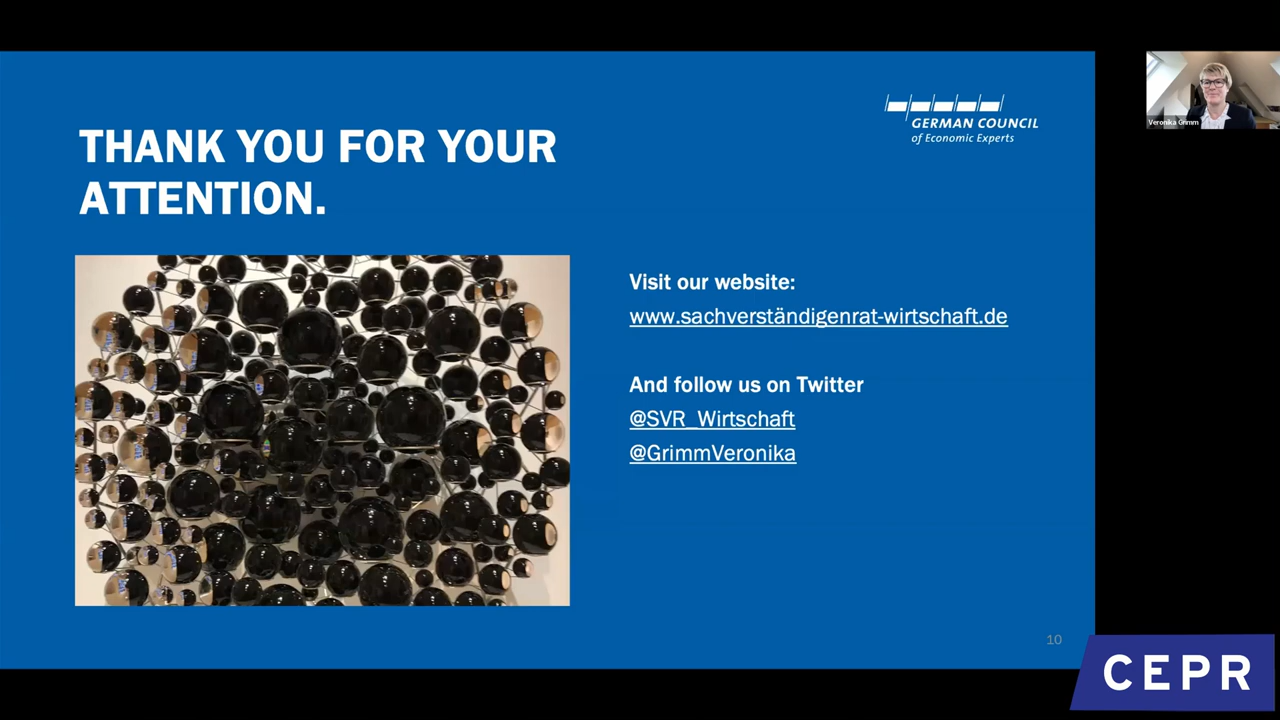 GERMAN COUNCIL
of Economic Experts
THANK YOU FOR YOUR
ATTENTION.
Visit our website:
www.sachverständigenrat-wirtschaft.de
And follow us on Twitter
@SVR_Wirtschaft
@GrimmVeronika
10
Veronika Grimm
CEPR